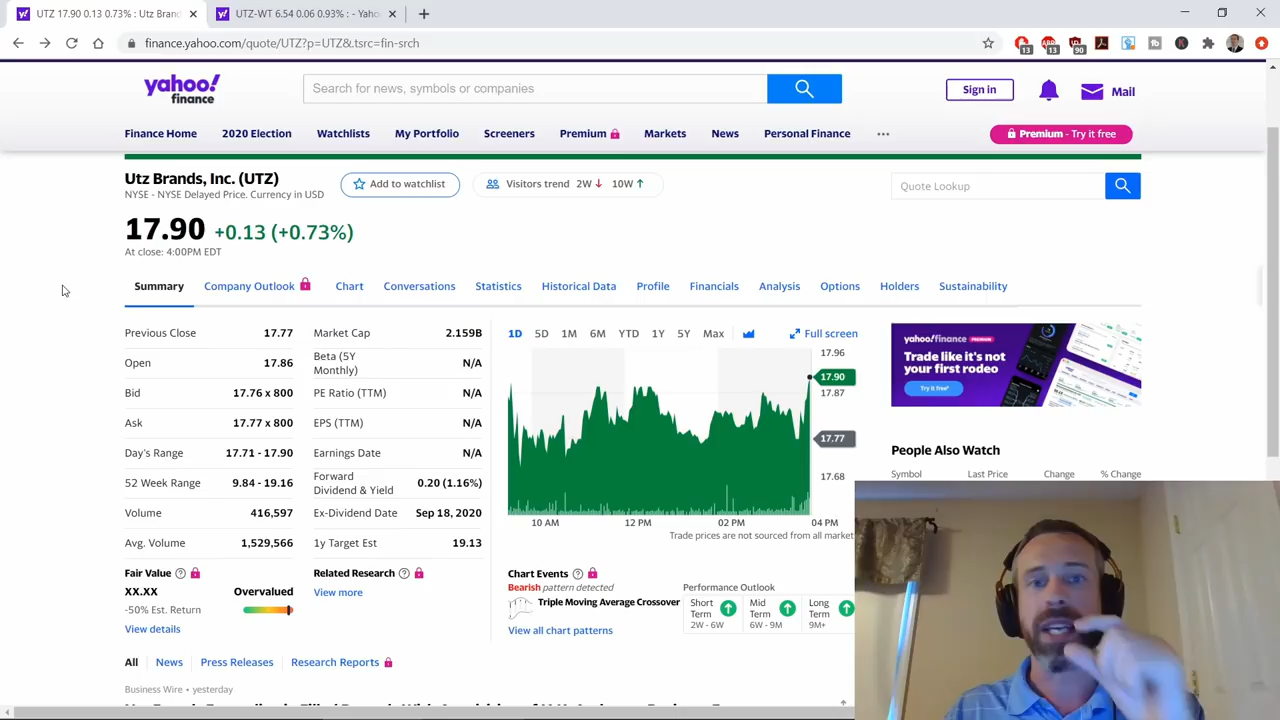 UTZ 17.90 0.13 0.73% : Utz Bran
UTZ-WT 6.54 0.06 0.93% : - Yaho
finance.yahoo.com/quote/UTZ?p=UTZ&.tsrc=fin-srch
13
13
90
yahoo!
finance
Search for news, symbols or companies
Sign in
Mail
Finance Home
2020 Election
Watchlists
My Portfolio
Screeners
Premium
Markets
News
Personal Finance
Premium - Try it free
Utz Brands, Inc. (UTZ)
NYSE - NYSE Delayed Price. Currency in USD
Add to watchlist
Visitors trend 2W 10W
Quote Lookup
17.90 +0.13 (+0.73%)
At close: 4:00PM EDT
Summary
Company Outlook
Chart
Conversations
Statistics
Historical Data
Profile
Financials
Analysis
Options
Holders
Sustainability
Previous Close 17.77
Open 17.86
Bid 17.76 x 800
Ask 17.77 x 800
Day's Range 17.71 - 17.90
52 Week Range 9.84 - 19.16
Volume 416,597
Avg. Volume 1,529,566
Market Cap 2.159B
Beta (5Y
Monthly) N/A
PE Ratio (TTM) N/A
EPS (TTM) N/A
Earnings Date N/A
Forward
Dividend & Yield 0.20 (1.16%)
Ex-Dividend Date Sep 18, 2020
1y Target Est 19.13
Fair Value
XX.XX Overvalued
-50% Est. Return
View details
Related Research
View more
1D 5D 1M 6M YTD 1Y 5Y Max
Full screen
17.96
17.90
17.87
17.77
17.68
10 AM 12 PM 02 PM 04 PM
Trade prices are not sourced from all market
Chart Events
Bearish pattern detected
Triple Moving Average Crossover
View all chart patterns
Performance Outlook
Short
Term
2W - 6W
Mid
Term
6W - 9M
Long
Term
9M+
yahoo! finance PREMIUM
Trade like it's not
your first rodeo
Try it free*
People Also Watch
Symbol Last Price Change % Change
All
News
Press Releases
Research Reports
Business Wire • yesterday